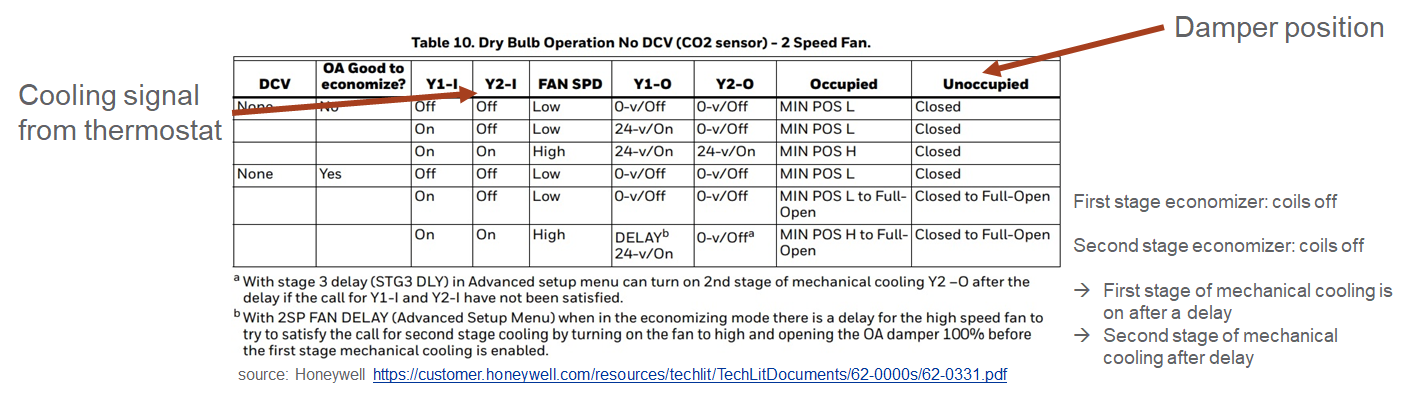 Damper position
Table 10. Dry Bulb Operation No DCV (CO2 sensor) – 2 Speed Fan.
Cooling signal
from thermostat
DCV OA Good to economize? Y1-I Y2-I FAN SPD Y1-O Y2-O Occupied Unoccupied
None No Off Off Low 0-v/Off 0-v/Off MIN POS L Closed
On Off Low 24-v/On 0-v/Off MIN POS L Closed
On On High 24-v/On 24-v/On MIN POS H Closed
None Yes Off Off Low 0-v/Off 0-v/Off MIN POS L Closed
On Off Low 0-v/Off 0-v/Off MIN POS L to Full-Open Closed to Full-Open
On On High DELAYb 24-v/On 0-v/Offa MIN POS H to Full-Open Closed to Full-Open
First stage economizer: coils off
Second stage economizer: coils off
→ First stage of mechanical cooling is
on after a delay
→ Second stage of mechanical
cooling after delay
a With stage 3 delay (STG3 DLY) in Advanced setup menu can turn on 2nd stage of mechanical cooling Y2 –O after the
delay if the call for Y1-I and Y2-I have not been satisfied.
b With 2SP FAN DELAY (Advanced Setup Menu) when in the economizing mode there is a delay for the high speed fan to
try to satisfy the call for second stage cooling by turning on the fan to high and opening the OA damper 100% before
the first stage mechanical cooling is enabled.
source: Honeywell https://customer.honeywell.com/resources/techlit/TechLitDocuments/62-0000s/62-0331.pdf